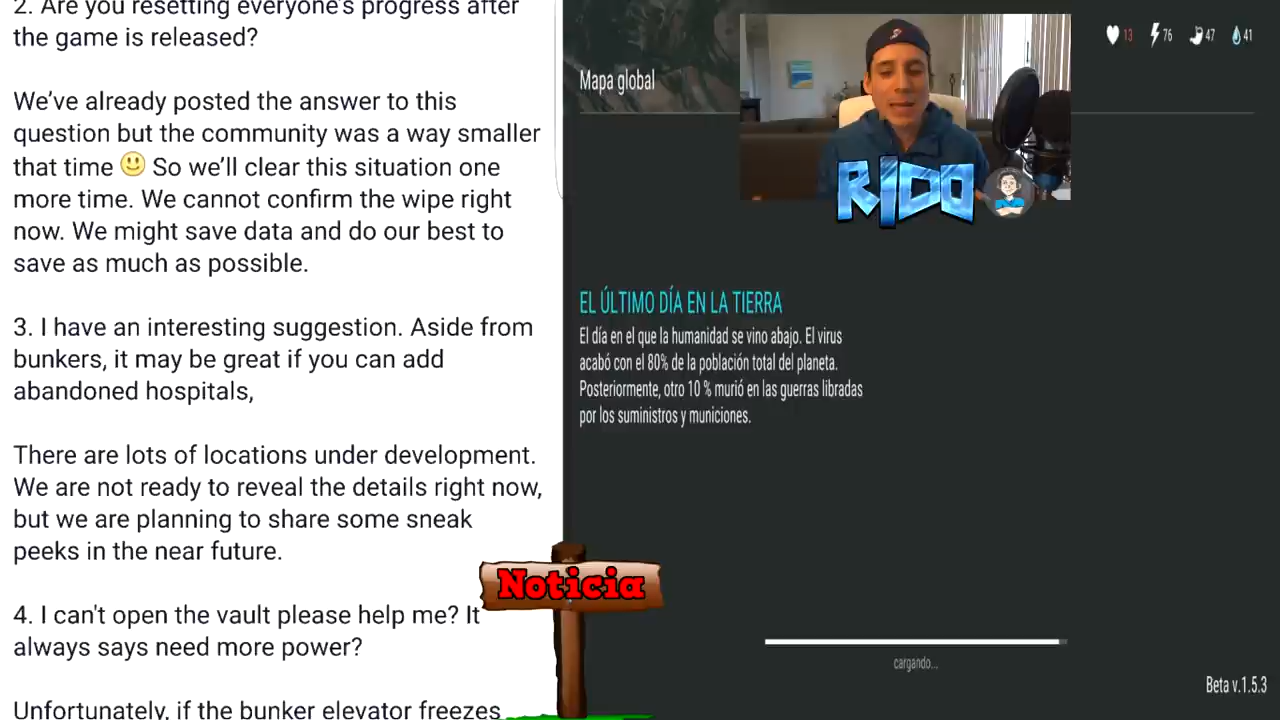 2. Are you resetting everyone's progress after
the game is released?
We've already posted the answer to this
question but the community was a way smaller
that time 🙂 So we'll clear this situation one
more time. We cannot confirm the wipe right
now. We might save data and do our best to
save as much as possible.
3. I have an interesting suggestion. Aside from
bunkers, it may be great if you can add
abandoned hospitals,
There are lots of locations under development.
We are not ready to reveal the details right now,
but we are planning to share some sneak
peeks in the near future.
4. I can't open the vault please help me? It
always says need more power?
Unfortunately, if the bunker elevator freezes
Noticia
Mapa global
RIDO
13
76
47
41
EL ÚLTIMO DÍA EN LA TIERRA
El día en el que la humanidad se vino abajo. El virus
acabó con el 80% de la población total del planeta.
Posteriormente, otro 10 % murió en las guerras libradas
por los suministros y municiones.
cargando...
Beta v.1.5.3